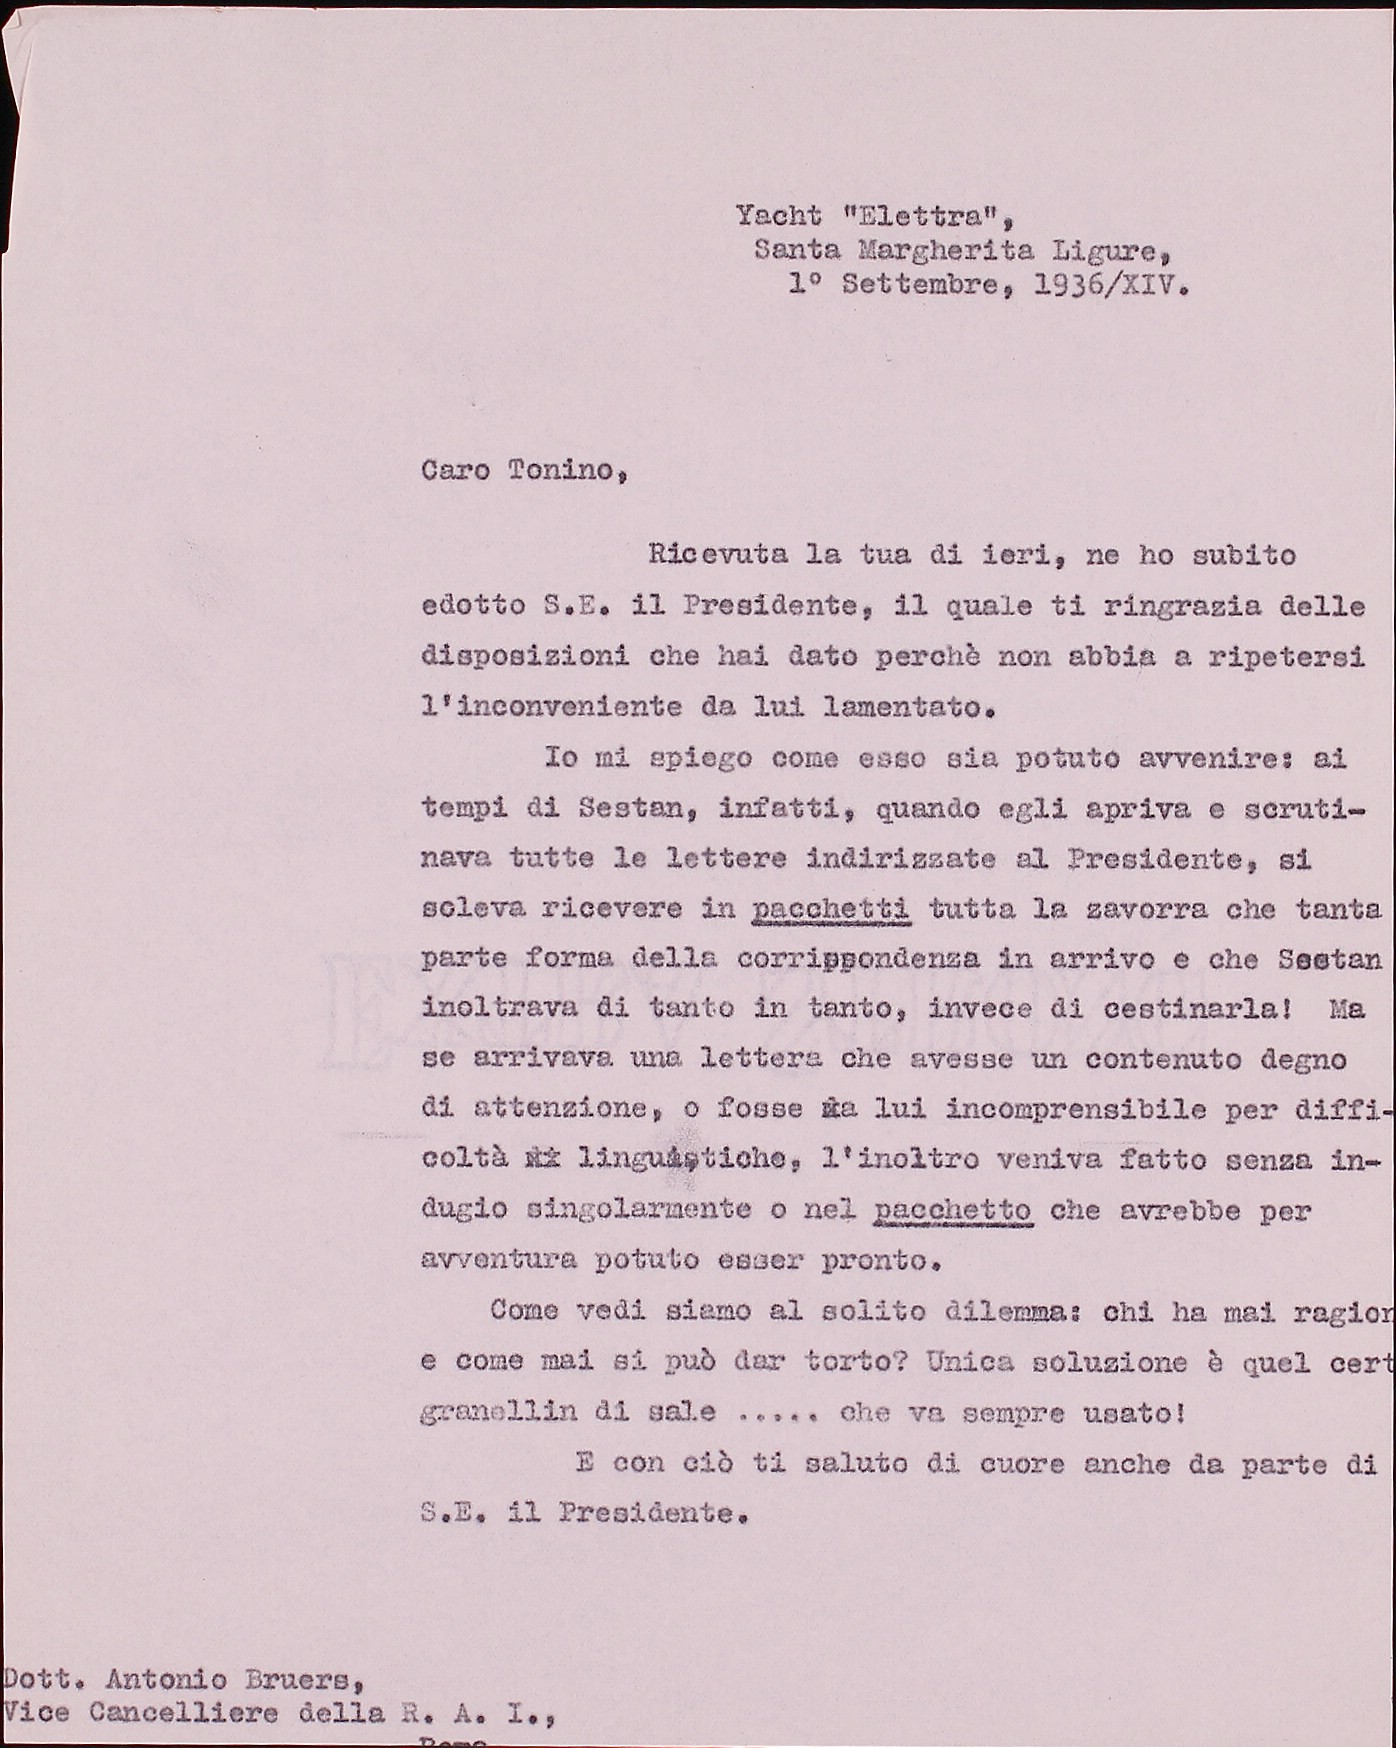 Yacht "Elettra",
Santa Margherita Ligure,
1º Settembre, 1936/XIV.
Caro Tonino,
Ricevuta la tua di ieri, ne ho subito
edotto S.E. il Presidente, il quale ti ringrazia delle
disposizioni che hai dato perchè non abbia a ripetersi
l'inconveniente da lui lamentato.
Io mi spiego come esso sia potuto avvenire: ai
tempi di Sestan, infatti, quando egli apriva e scruti-
nava tutte le lettere indirizzate al Presidente, si
soleva ricevere in pacchetti tutta la zavorra che tanta
parte forma della corrispondenza in arrivo e che Sestan
inoltrava di tanto in tanto, invece di cestinarla! Ma
se arrivava una lettera che avesse un contenuto degno
di attenzione, o fosse a lui incomprensibile per diffi-
coltà linguistiche, l'inoltro veniva fatto senza in-
dugio singolarmente o nel pacchetto che avrebbe per
avventura potuto esser pronto.
Come vedi siamo al solito dilemma: chi ha mai ragion
e come mai si può dar torto? Unica soluzione è quel cert
granellin di sale ..... che va sempre usato!
E con ciò ti saluto di cuore anche da parte di
S.E. il Presidente.
Dott. Antonio Bruers,
Vice Cancelliere della R. A. I.,
Roma